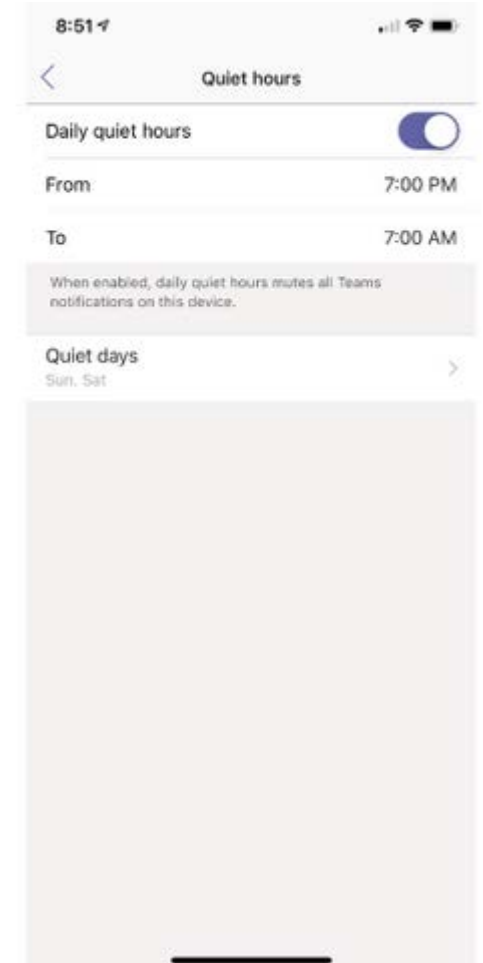 8:51
Quiet hours
Daily quiet hours
From 7:00 PM
To 7:00 AM
When enabled, daily quiet hours mutes all Teams
notifications on this device.
Quiet days
Sun, Sat